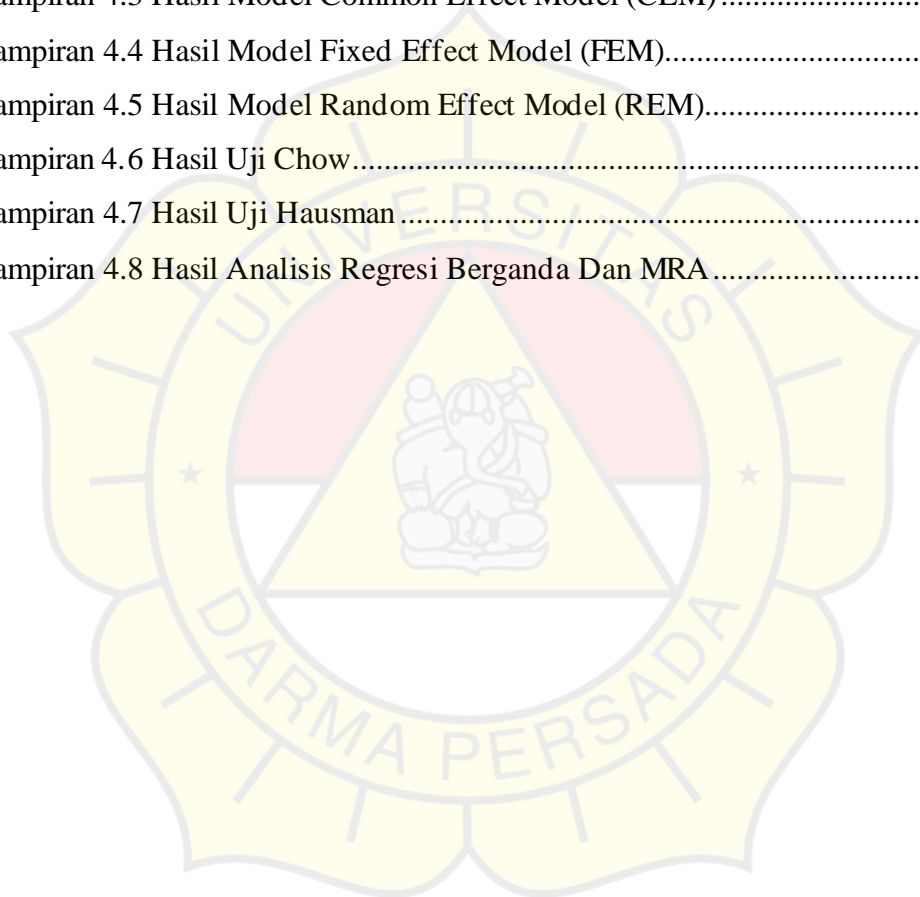 ampiran 4.3 Hasil Model Common Effect Model (CEM)................................
ampiran 4.4 Hasil Model Fixed Effect Model (FEM)................................
ampiran 4.5 Hasil Model Random Effect Model (REM)...........................
ampiran 4.6 Hasil Uji Chow.......................................................................
ampiran 4.7 Hasil Uji Hausman.................................................................
ampiran 4.8 Hasil Analisis Regresi Berganda Dan MRA..........................
UNIVERSITAS
DARMA PERSADA